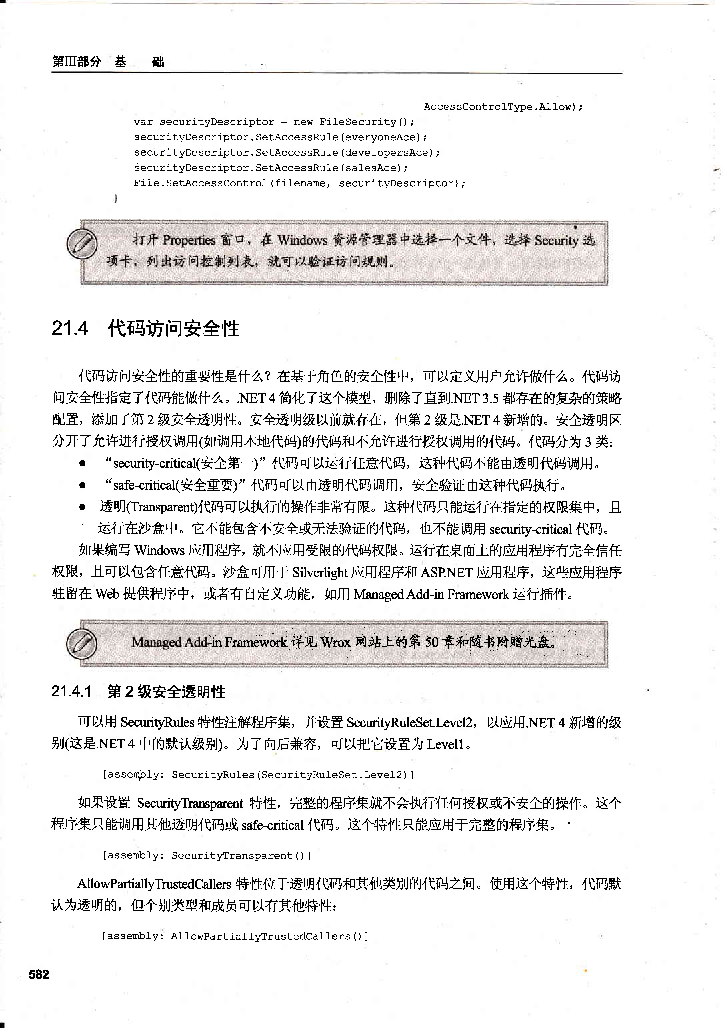 第III部分 基 础
AccessControlType.Allow);
var securityDescriptor = new FileSecurity();
securityDescriptor.SetAccessRule(everyoneAce);
securityDescriptor.SetAccessRule(developersAce);
securityDescriptor.SetAccessRule(salesAce);
File.SetAccessControl(filename, securityDescriptor);
}
打开 Properties 窗口，在 Windows 资源管理器中选择一个文件，选择 Security 选
项卡，列出访问控制列表，就可以验证访问规则。
21.4 代码访问安全性
代码访问安全性的重要性是什么？在基于角色的安全性中，可以定义用户允许做什么。代码访
问安全性指定了代码能做什么。.NET 4 简化了这个模型，删除了直到.NET 3.5 都存在的复杂的策略
配置，添加了第 2 级安全透明性。安全透明级以前就存在，但第 2 级是.NET 4 新增的。安全透明区
分开了允许进行授权调用(如调用本地代码)的代码和不允许进行授权调用的代码。代码分为 3 类：
● “security-critical(安全第一)”代码可以运行任意代码，这种代码不能由透明代码调用。
● “safe-critical(安全重要)”代码可以由透明代码调用，安全验证由这种代码执行。
● 透明(Transparent)代码可以执行的操作非常有限。这种代码只能运行在指定的权限集中，且
运行在沙盒中。它不能包含不安全或无法验证的代码，也不能调用 security-critical 代码。
如果编写 Windows 应用程序，就不应用受限的代码权限。运行在桌面上的应用程序有完全信任
权限，且可以包含任意代码。沙盒可用于 Silverlight 应用程序和 ASP.NET 应用程序，这些应用程序
驻留在 Web 提供程序中，或者有自定义功能，如用 Managed Add-in Framework 运行插件。
Managed Add-in Framework 详见 Wrox 网站上的第 50 章和随书附赠光盘。
21.4.1 第 2 级安全透明性
可以用 SecurityRules 特性注解程序集，并设置 SecurityRuleSet.Level2，以应用.NET 4 新增的级
别(这是.NET 4 中的默认级别)。为了向后兼容，可以把它设置为 Level1。
[assembly: SecurityRules(SecurityRuleSet.Level2)]
如果设置 SecurityTransparent 特性，完整的程序集就不会执行任何授权或不安全的操作。这个
程序集只能调用其他透明代码或 safe-critical 代码。这个特性只能应用于完整的程序集。
[assembly: SecurityTransparent()]
AllowPartiallyTrustedCallers 特性位于透明代码和其他类别的代码之间。使用这个特性，代码默
认为透明的，但个别类型和成员可以有其他特性：
[assembly: AllowPartiallyTrustedCallers()]
582